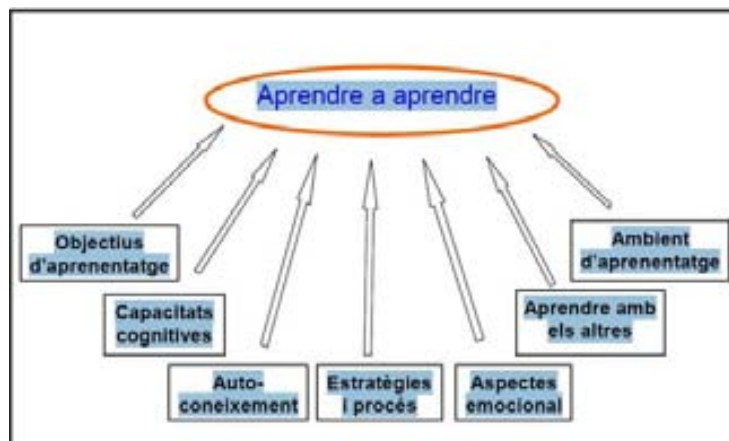 Aprendre a aprendre
Objectius
d'aprenentatge
Ambient
d'aprenentatge
Capacitats
cognitives
Aprendre amb
els altres
Auto-
coneixement
Estratègies
i procés
Aspectes
emocional